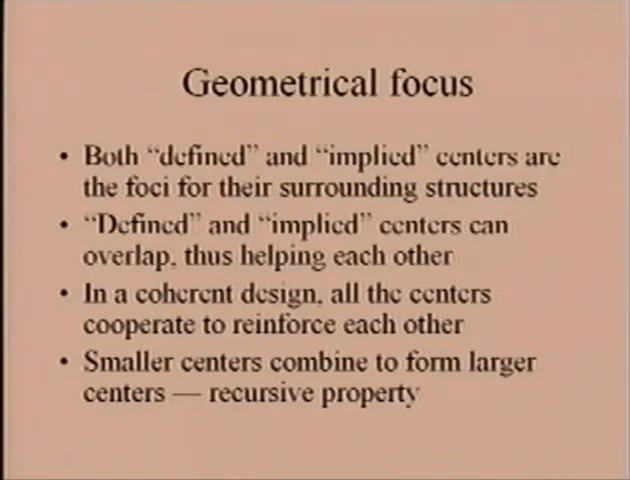 Geometrical focus
• Both “defined” and “implied” centers are
the foci for their surrounding structures
• “Defined” and “implied” centers can
overlap, thus helping each other
• In a coherent design, all the centers
cooperate to reinforce each other
• Smaller centers combine to form larger
centers — recursive property